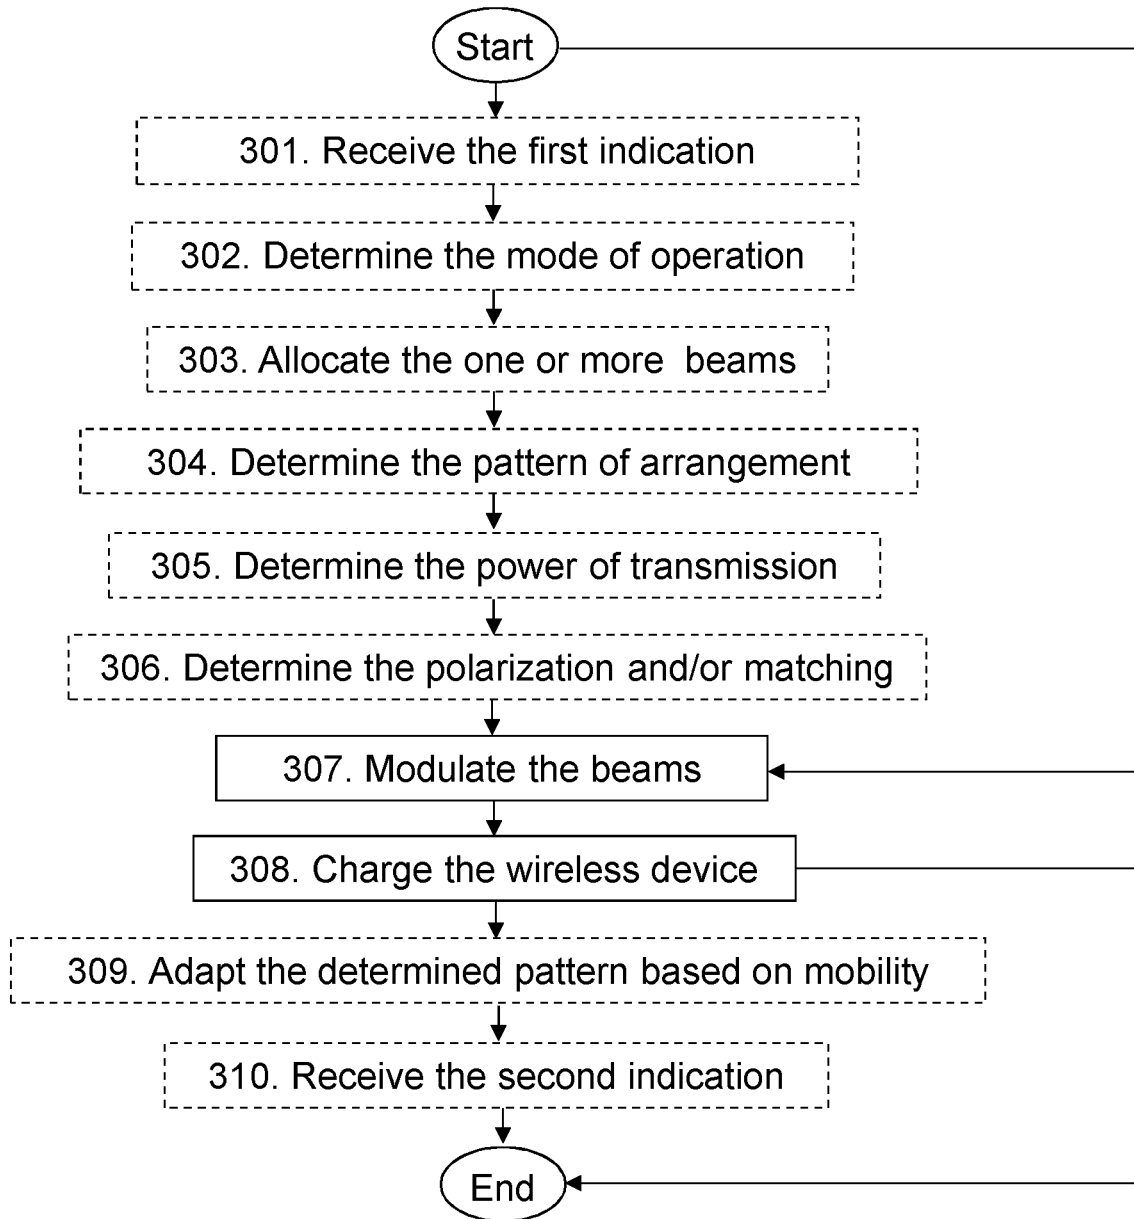 Start
301. Receive the first indication
302. Determine the mode of operation
303. Allocate the one or more beams
304. Determine the pattern of arrangement
305. Determine the power of transmission
306. Determine the polarization and/or matching
307. Modulate the beams
308. Charge the wireless device
309. Adapt the determined pattern based on mobility
310. Receive the second indication
End